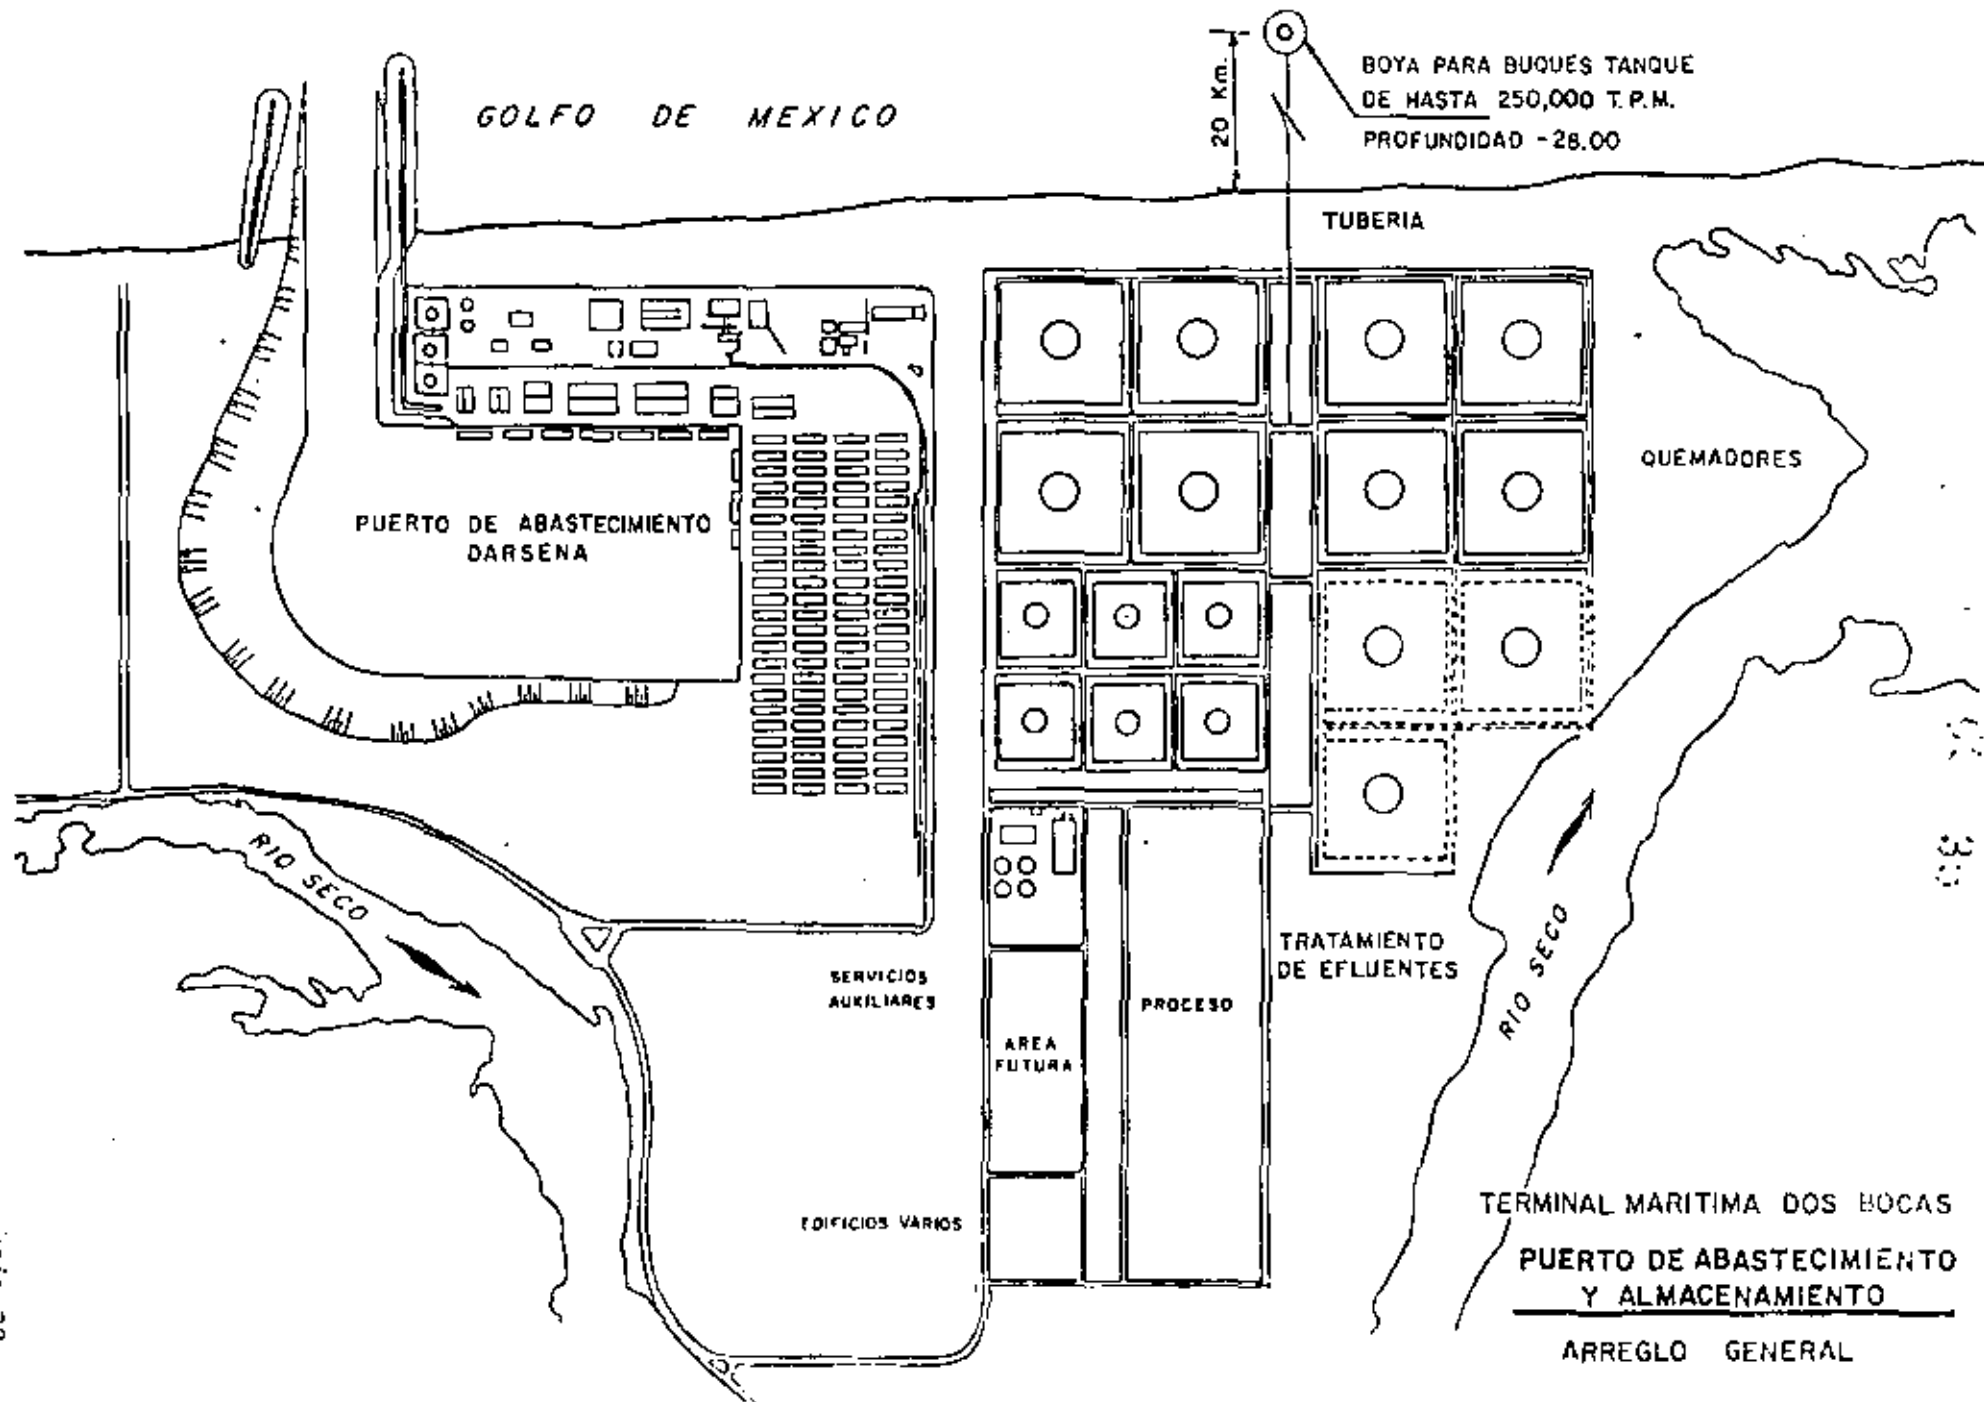 GOLFO DE MEXICO
20 Km.
BOYA PARA BUQUES TANQUE
DE HASTA 250,000 T.P.M.
PROFUNDIDAD -28.00
TUBERIA
QUEMADORES
PUERTO DE ABASTECIMIENTO
DARSENA
RIO SECO
SERVICIOS
AUXILIARES
AREA
FUTURA
PROCESO
TRATAMIENTO
DE EFLUENTES
RIO SECO
EDIFICIOS VARIOS
TERMINAL MARITIMA DOS BOCAS
PUERTO DE ABASTECIMIENTO
Y ALMACENAMIENTO
ARREGLO GENERAL